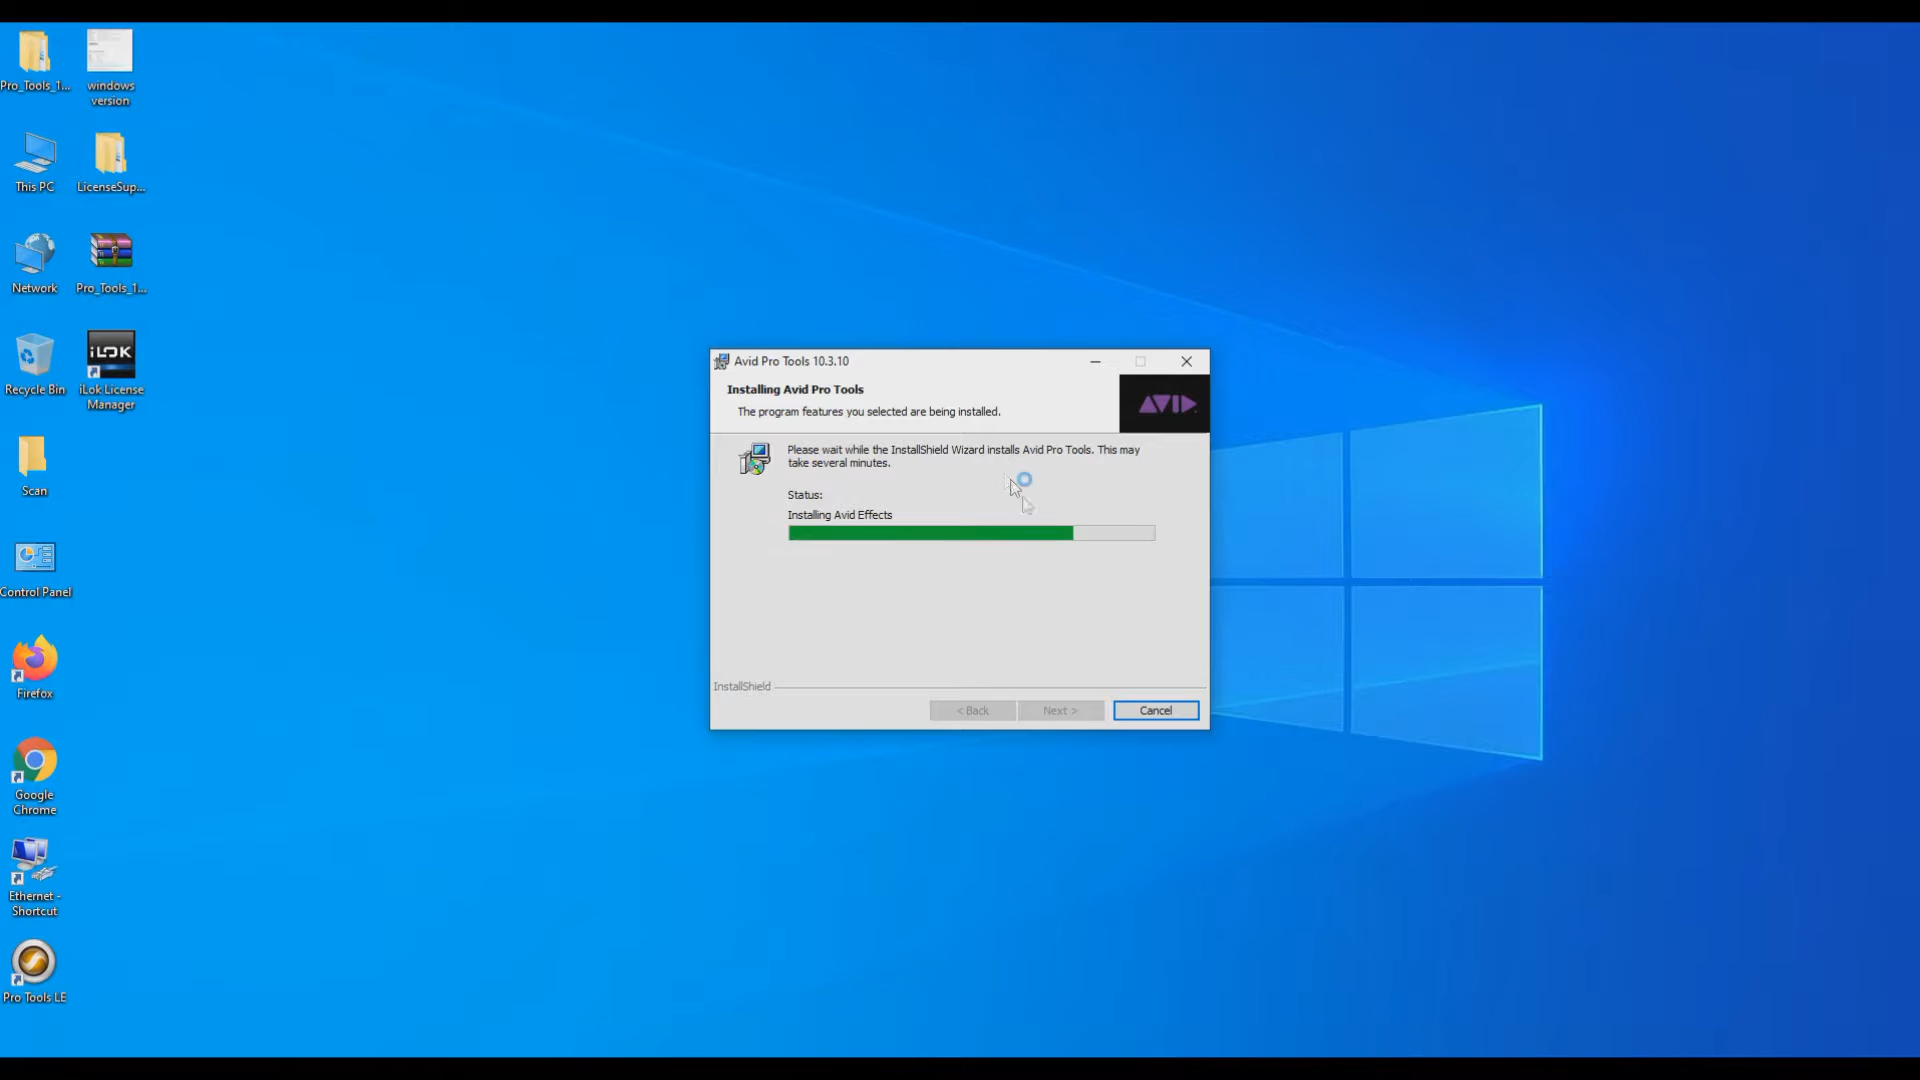 Pro_Tools_1...
windows
version
This PC
LicenseSup...
Network
Pro_Tools_1...
iLOK
Recycle Bin
iLok License
Manager
Scan
Control Panel
Firefox
Google
Chrome
Ethernet -
Shortcut
Pro Tools LE
Avid Pro Tools 10.3.10
Installing Avid Pro Tools
The program features you selected are being installed.
AVID
Please wait while the InstallShield Wizard installs Avid Pro Tools. This may
take several minutes.
Status:
Installing Avid Effects
InstallShield
< Back
Next >
Cancel